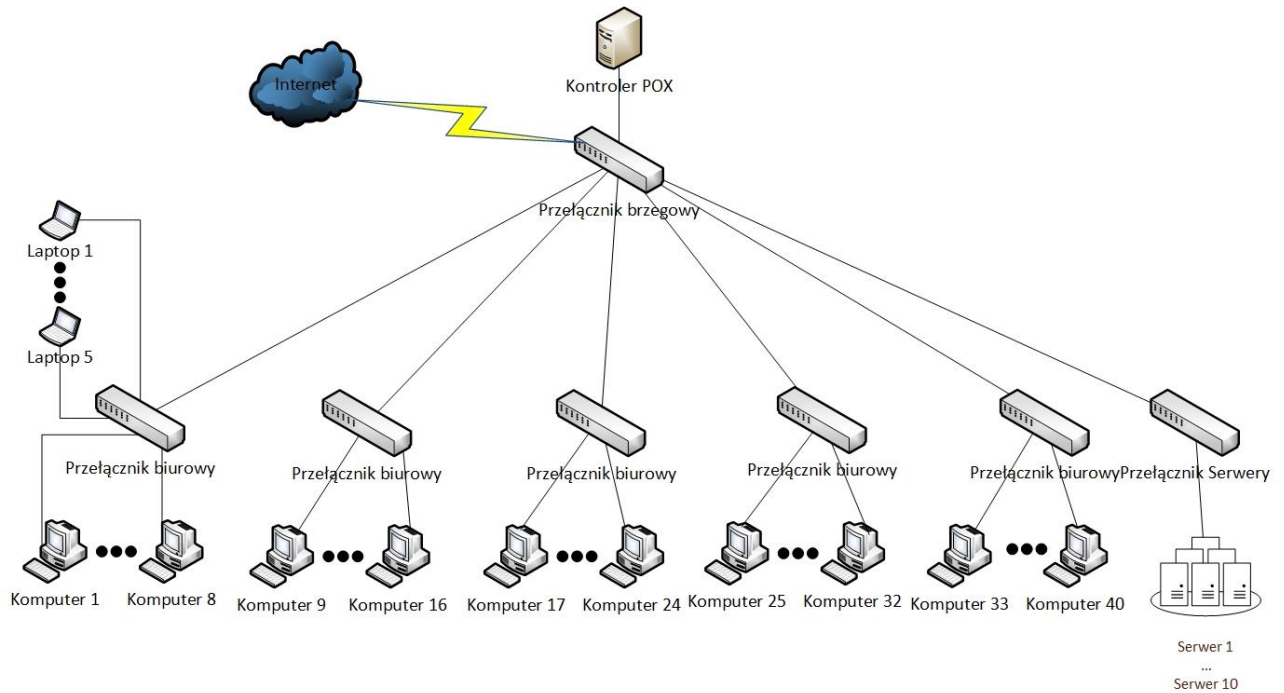 Kontroler POX
Internet
Przełącznik brzegowy
Laptop 1
Laptop 5
Przełącznik biurowy
Przełącznik biurowy
Przełącznik biurowy
Przełącznik biurowy
Przełącznik biurowy
Przełącznik Serwery
Komputer 1
Komputer 8
Komputer 9
Komputer 16
Komputer 17
Komputer 24
Komputer 25
Komputer 32
Komputer 33
Komputer 40
Serwer 1
...
Serwer 10